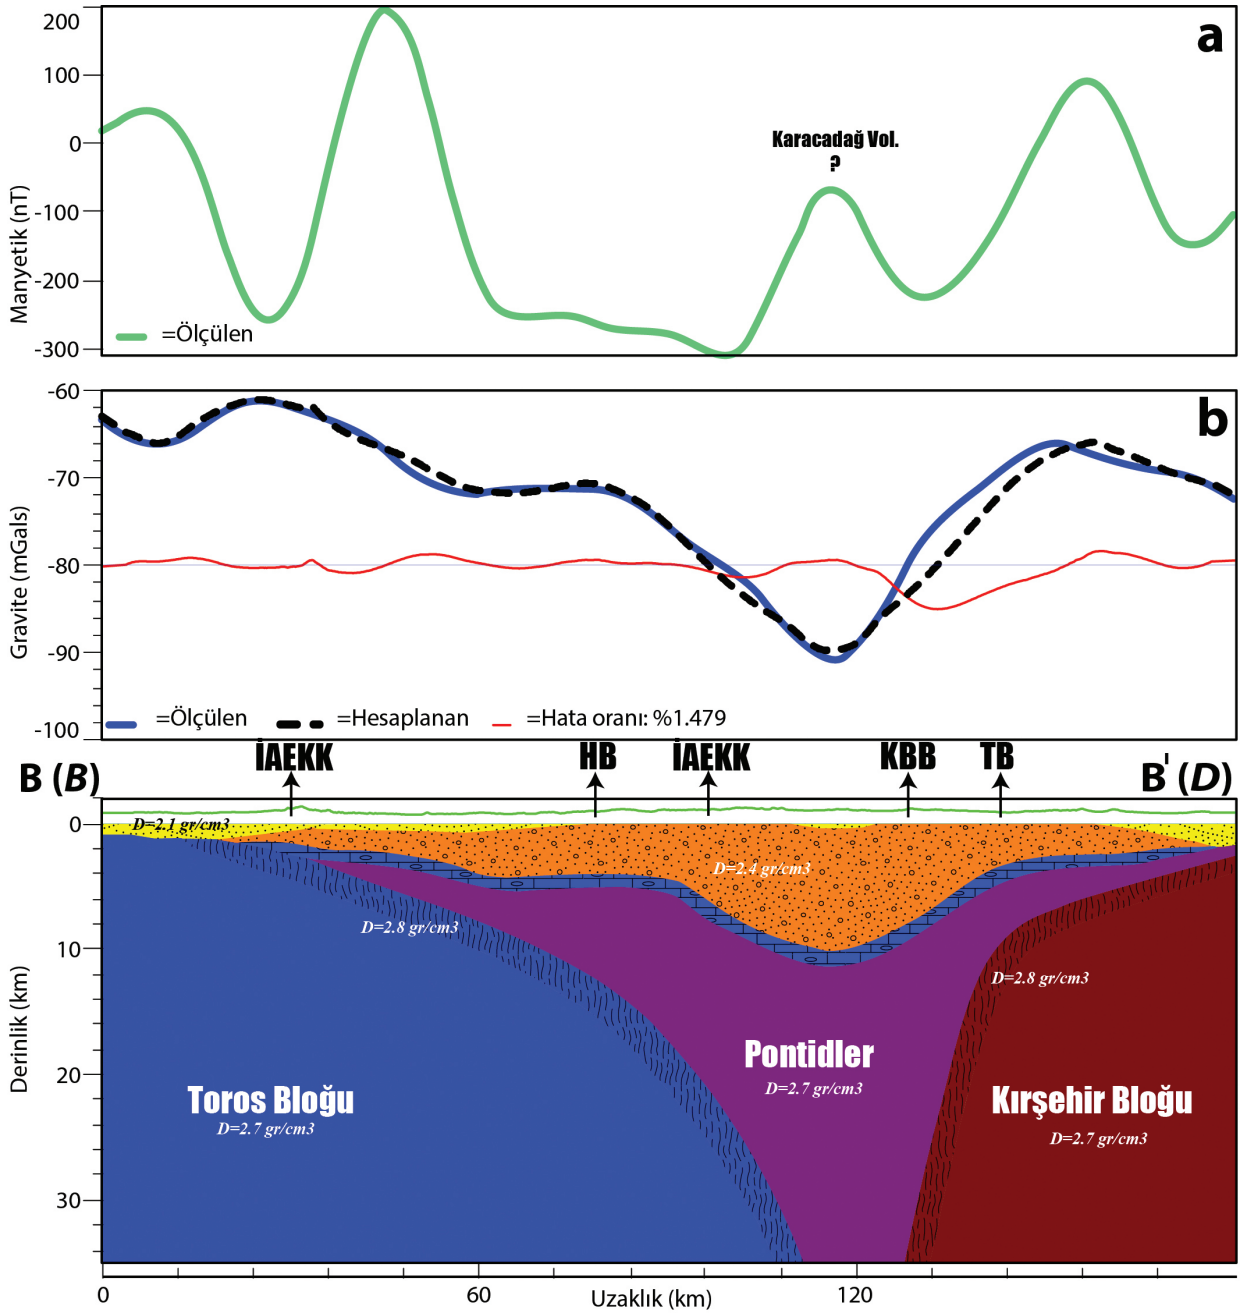 200
a
100
Karacadağ Vol.
?
0
-100
-200
-300
Manyetik (nT)
=Ölçülen
-60
b
-70
-80
-90
-100
Gravite (mGals)
=Ölçülen
=Hesaplanan
=Hata oranı: %1.479
B (B)
İAEKK
HB
İAEKK
KBB
TB
B' (D)
0
10
20
30
Derinlik (km)
D=2.1 gr/cm3
D=2.4 gr/cm3
D=2.8 gr/cm3
D=2.8 gr/cm3
Pontidler
D=2.7 gr/cm3
Toros Bloğu
D=2.7 gr/cm3
Kırşehir Bloğu
D=2.7 gr/cm3
0
60
120
Uzaklık (km)